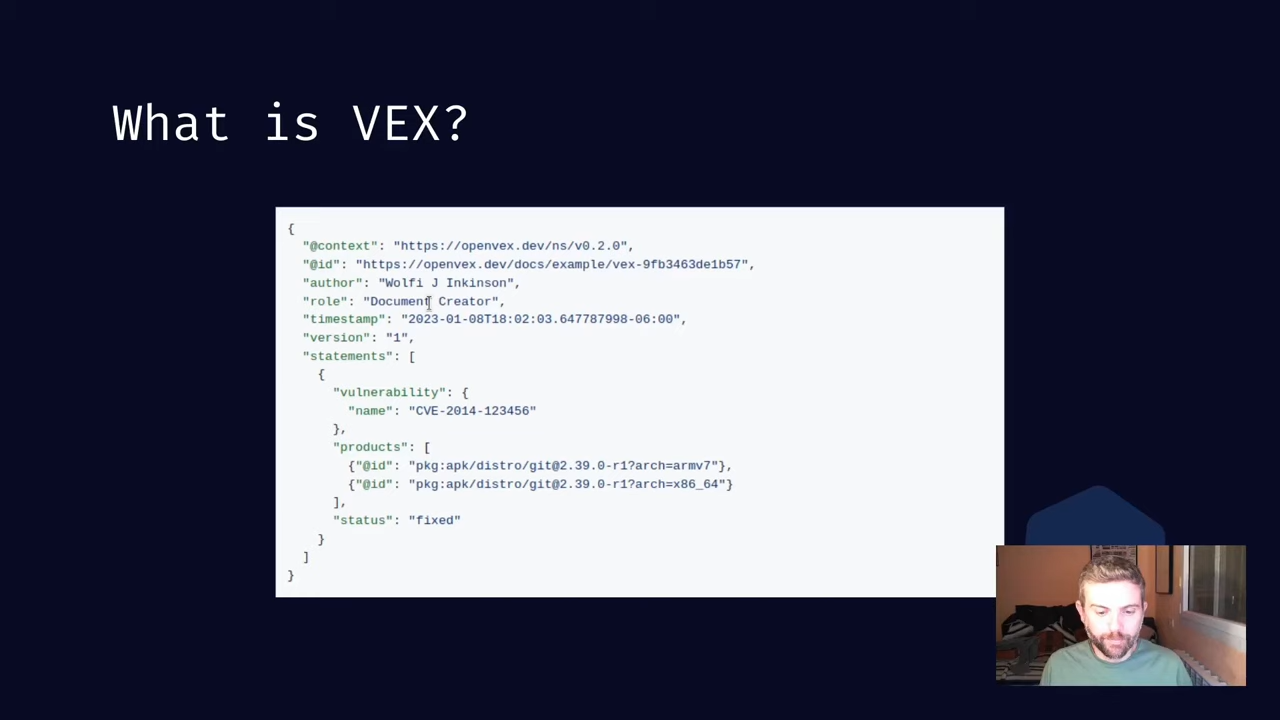 What is VEX?
{
"@context": "https://openvex.dev/ns/v0.2.0",
"@id": "https://openvex.dev/docs/example/vex-9fb3463de1b57",
"author": "Wolfi J Inkinson",
"role": "Document Creator",
"timestamp": "2023-01-08T18:02:03.647787998-06:00",
"version": "1",
"statements": [
{
"vulnerability": {
"name": "CVE-2014-123456"
},
"products": [
{"@id": "pkg:apk/distro/git@2.39.0-r1?arch=armv7"},
{"@id": "pkg:apk/distro/git@2.39.0-r1?arch=x86_64"}
],
"status": "fixed"
}
]
}